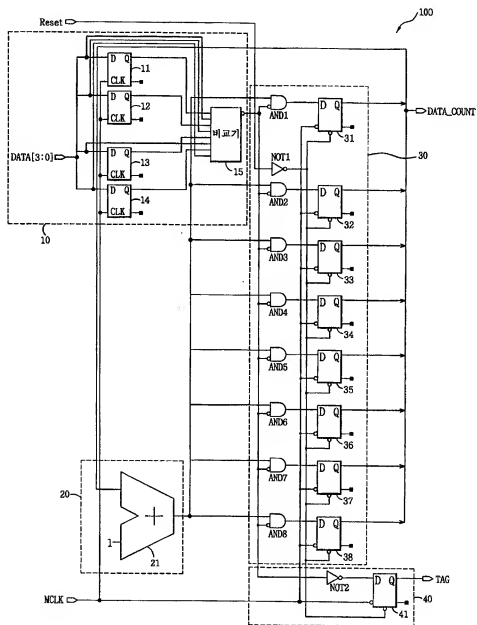 100
Reset
D Q
CLK
11
D Q
CLK
12
D Q
CLK
13
D Q
CLK
14
DATA[3:0]
비교기
15
10
AND1
D Q
31
DATA_COUNT
NOT1
30
AND2
D Q
32
AND3
D Q
33
AND4
D Q
34
AND5
D Q
35
AND6
D Q
36
AND7
D Q
37
AND8
D Q
38
20
1
+
21
MCLK
NOT2
D Q
41
TAG
40